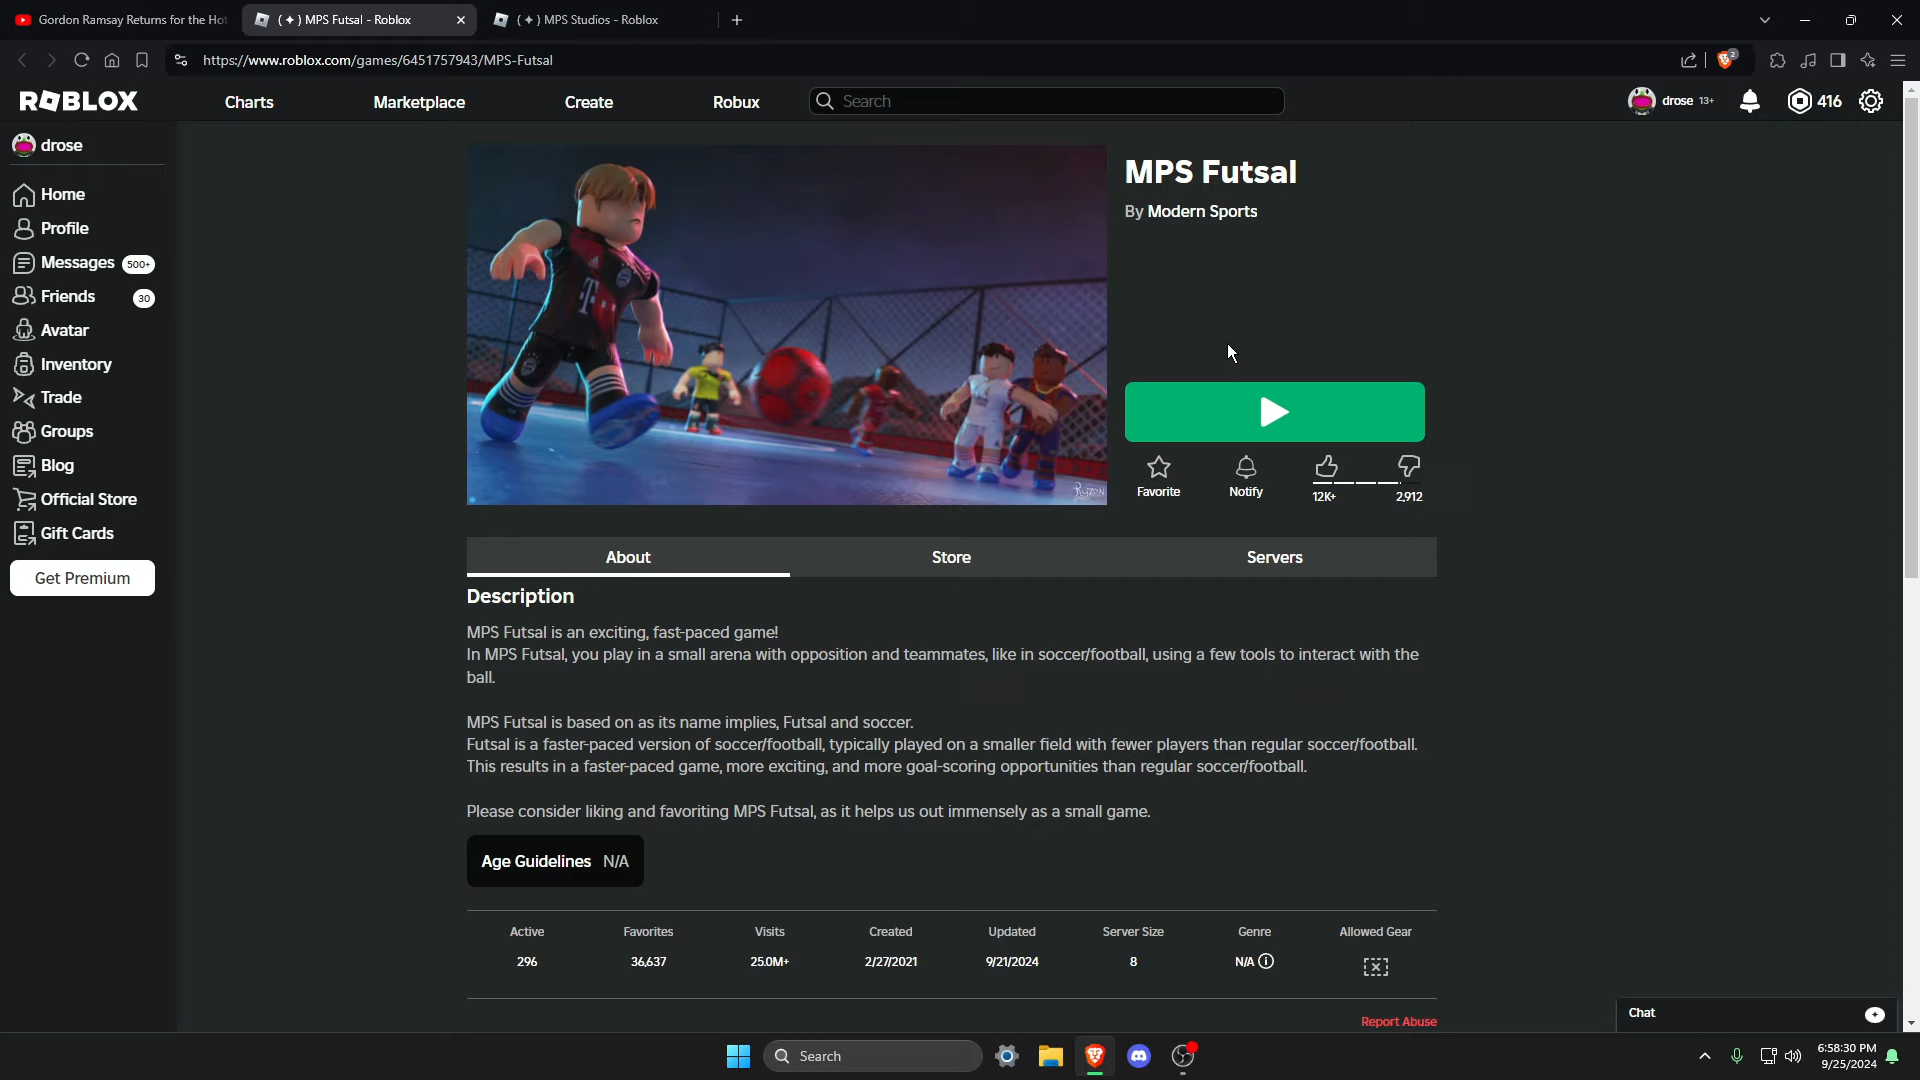 Gordon Ramsay Returns for the Hot
( ✦ ) MPS Futsal - Roblox
( ✦ ) MPS Studios - Roblox
https://www.roblox.com/games/6451757943/MPS-Futsal
2
ROBLOX
Charts
Marketplace
Create
Robux
Search
drose 13+
416
drose
Home
Profile
Messages 500+
Friends 30
Avatar
Inventory
Trade
Groups
Blog
Official Store
Gift Cards
Get Premium
MPS Futsal
By Modern Sports
Favorite
Notify
12K+
2,912
About
Store
Servers
Description
MPS Futsal is an exciting, fast-paced game!
In MPS Futsal, you play in a small arena with opposition and teammates, like in soccer/football, using a few tools to interact with the
ball.
MPS Futsal is based on as its name implies, Futsal and soccer.
Futsal is a faster-paced version of soccer/football, typically played on a smaller field with fewer players than regular soccer/football.
This results in a faster-paced game, more exciting, and more goal-scoring opportunities than regular soccer/football.
Please consider liking and favoriting MPS Futsal, as it helps us out immensely as a small game.
Age Guidelines N/A
Active Favorites Visits Created Updated Server Size Genre Allowed Gear
296 36,637 25.0M+ 2/27/2021 9/21/2024 8 N/A
Report Abuse
Chat
Search
6:58:30 PM
9/25/2024